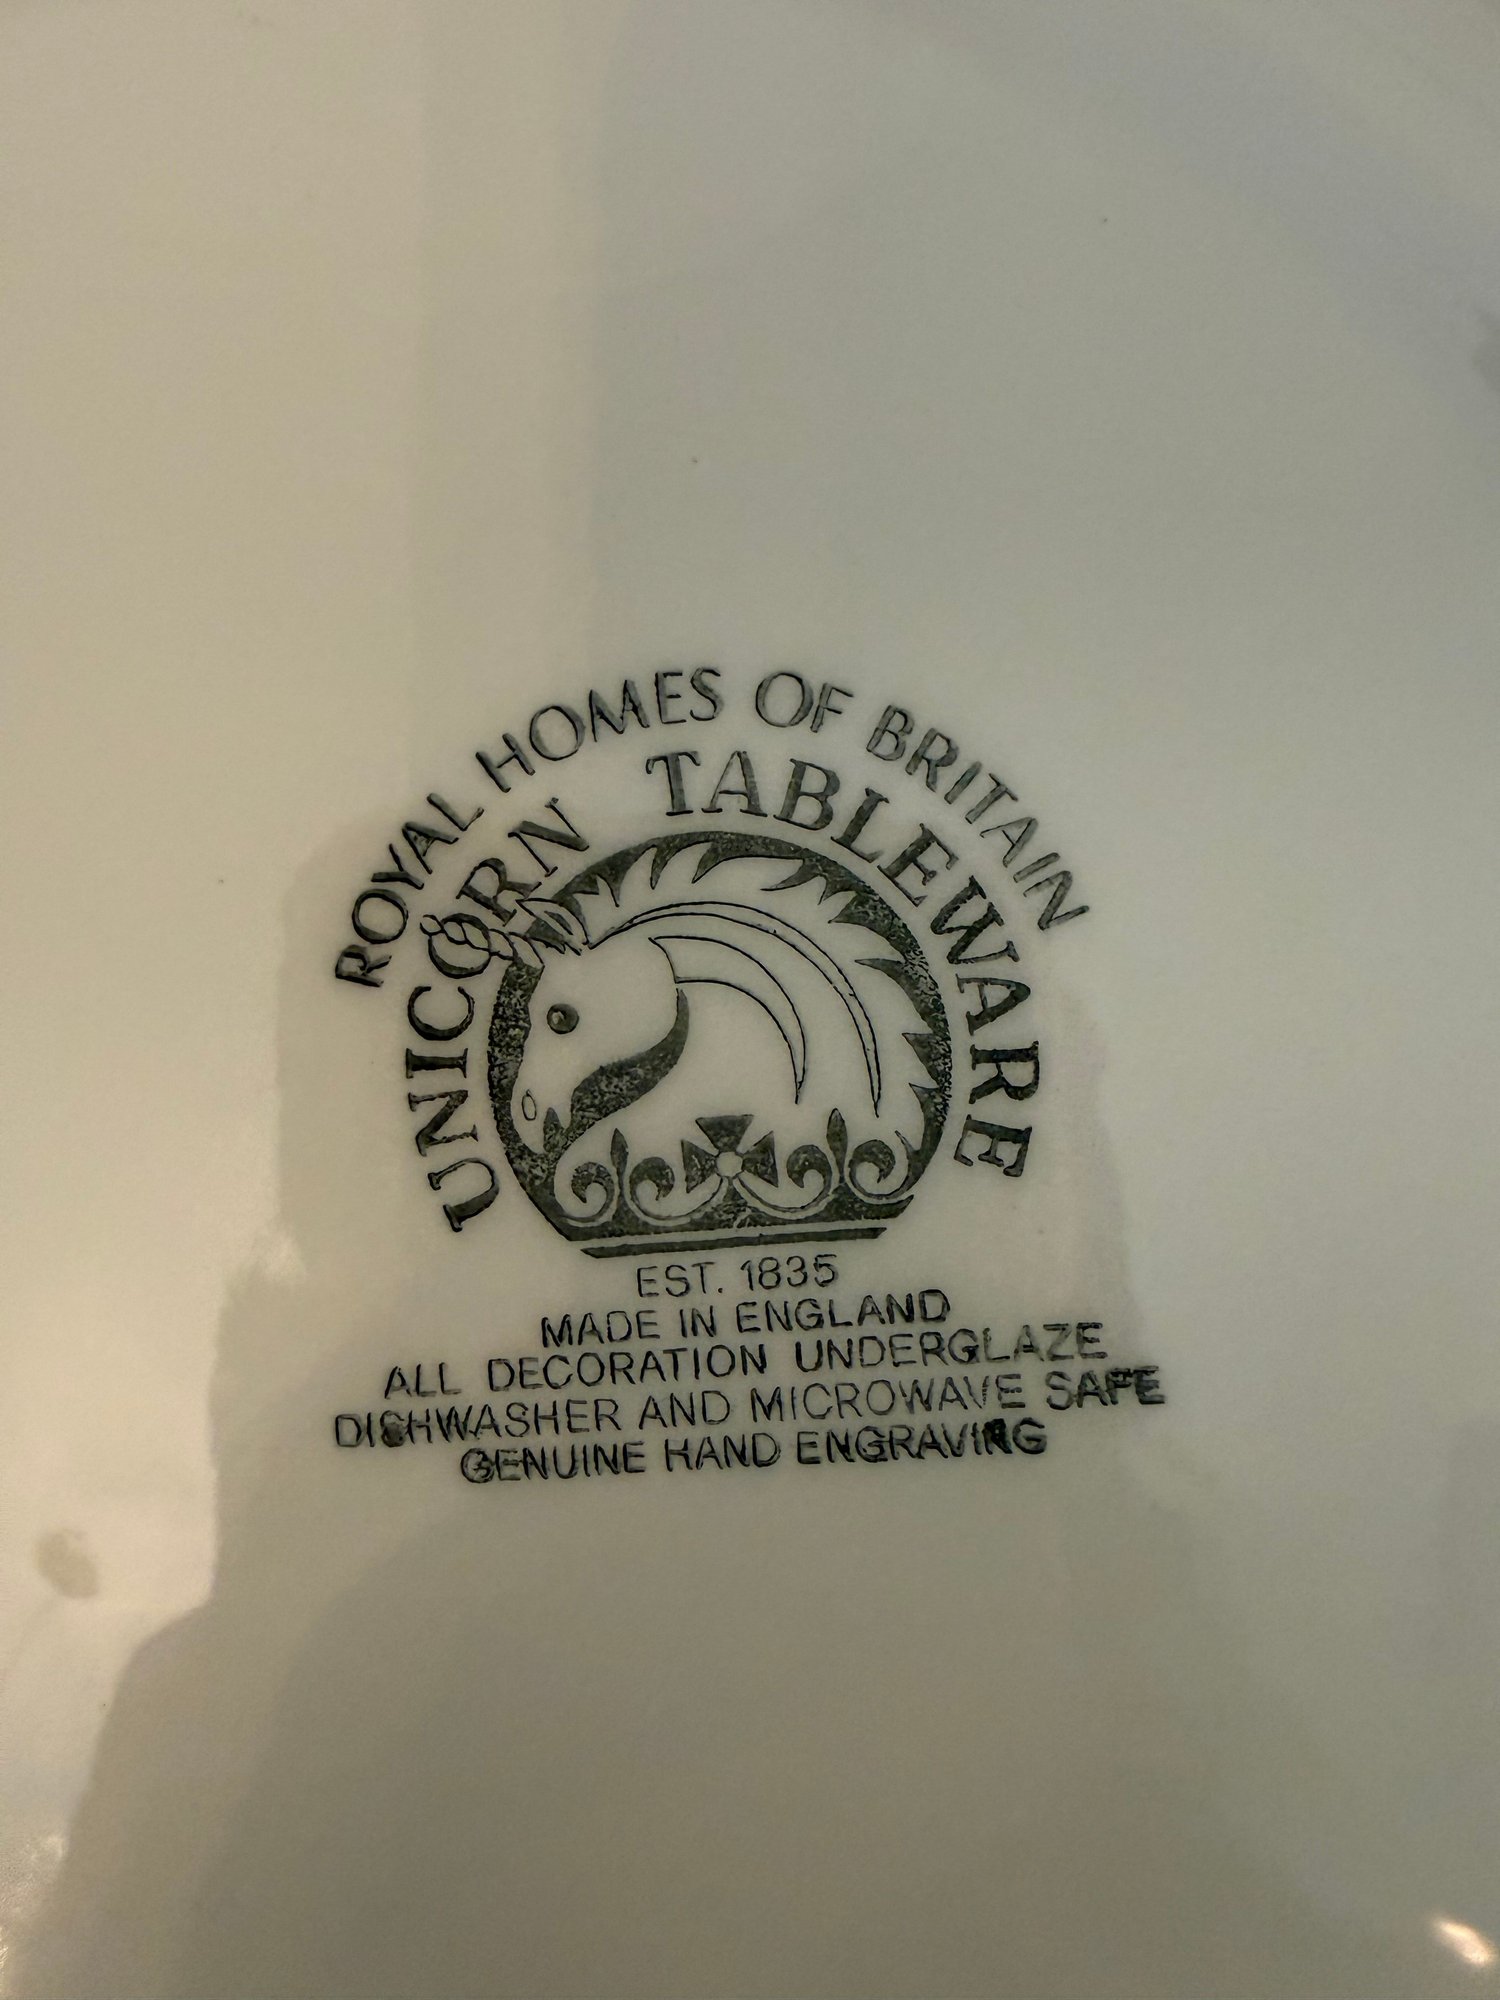 ROYAL HOMES OF BRITAIN
UNICORN TABLEWARE
EST. 1835
MADE IN ENGLAND
ALL DECORATION UNDERGLAZE
DISHWASHER AND MICROWAVE SAFE
GENUINE HAND ENGRAVING